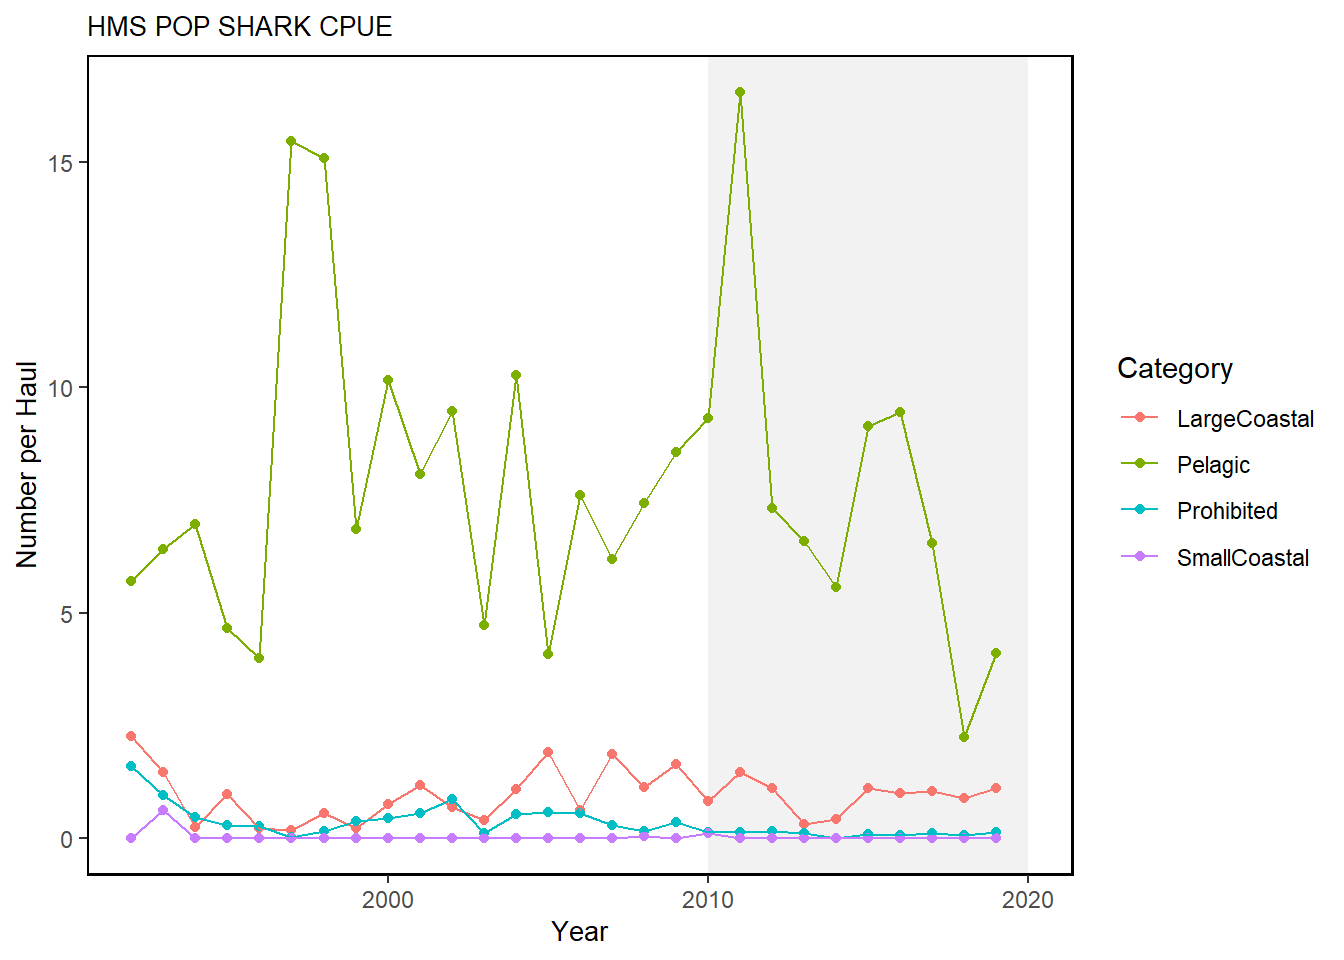 HMS POP SHARK CPUE
Number per Haul
15
10
5
0
2000
2010
2020
Year
Category
LargeCoastal
Pelagic
Prohibited
SmallCoastal